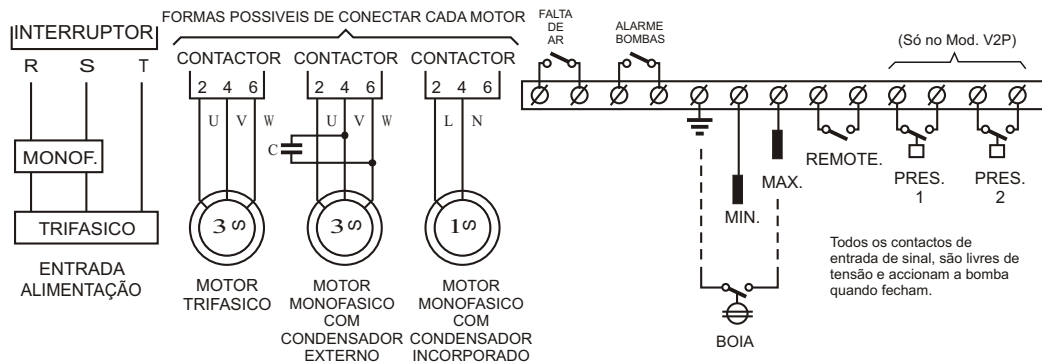 INTERRUPTOR
R S T
MONOF.
TRIFASICO
ENTRADA
ALIMENTAÇÃO
FORMAS POSSIVEIS DE CONECTAR CADA MOTOR
CONTACTOR
2 4 6
U V W
3
MOTOR
TRIFASICO
CONTACTOR
2 4 6
U V W
C
3
MOTOR
MONOFASICO
COM
CONDENSADOR
EXTERNO
CONTACTOR
2 4 6
L N
1
MOTOR
MONOFASICO
COM
CONDENSADOR
INCORPORADO
FALTA
DE
AR
ALARME
BOMBAS
(Só no Mod. V2P)
MIN.
MAX.
REMOTE.
PRES.
1
PRES.
2
BOIA
Todos os contactos de
entrada de sinal, são livres de
tensão e accionam a bomba
quando fecham.